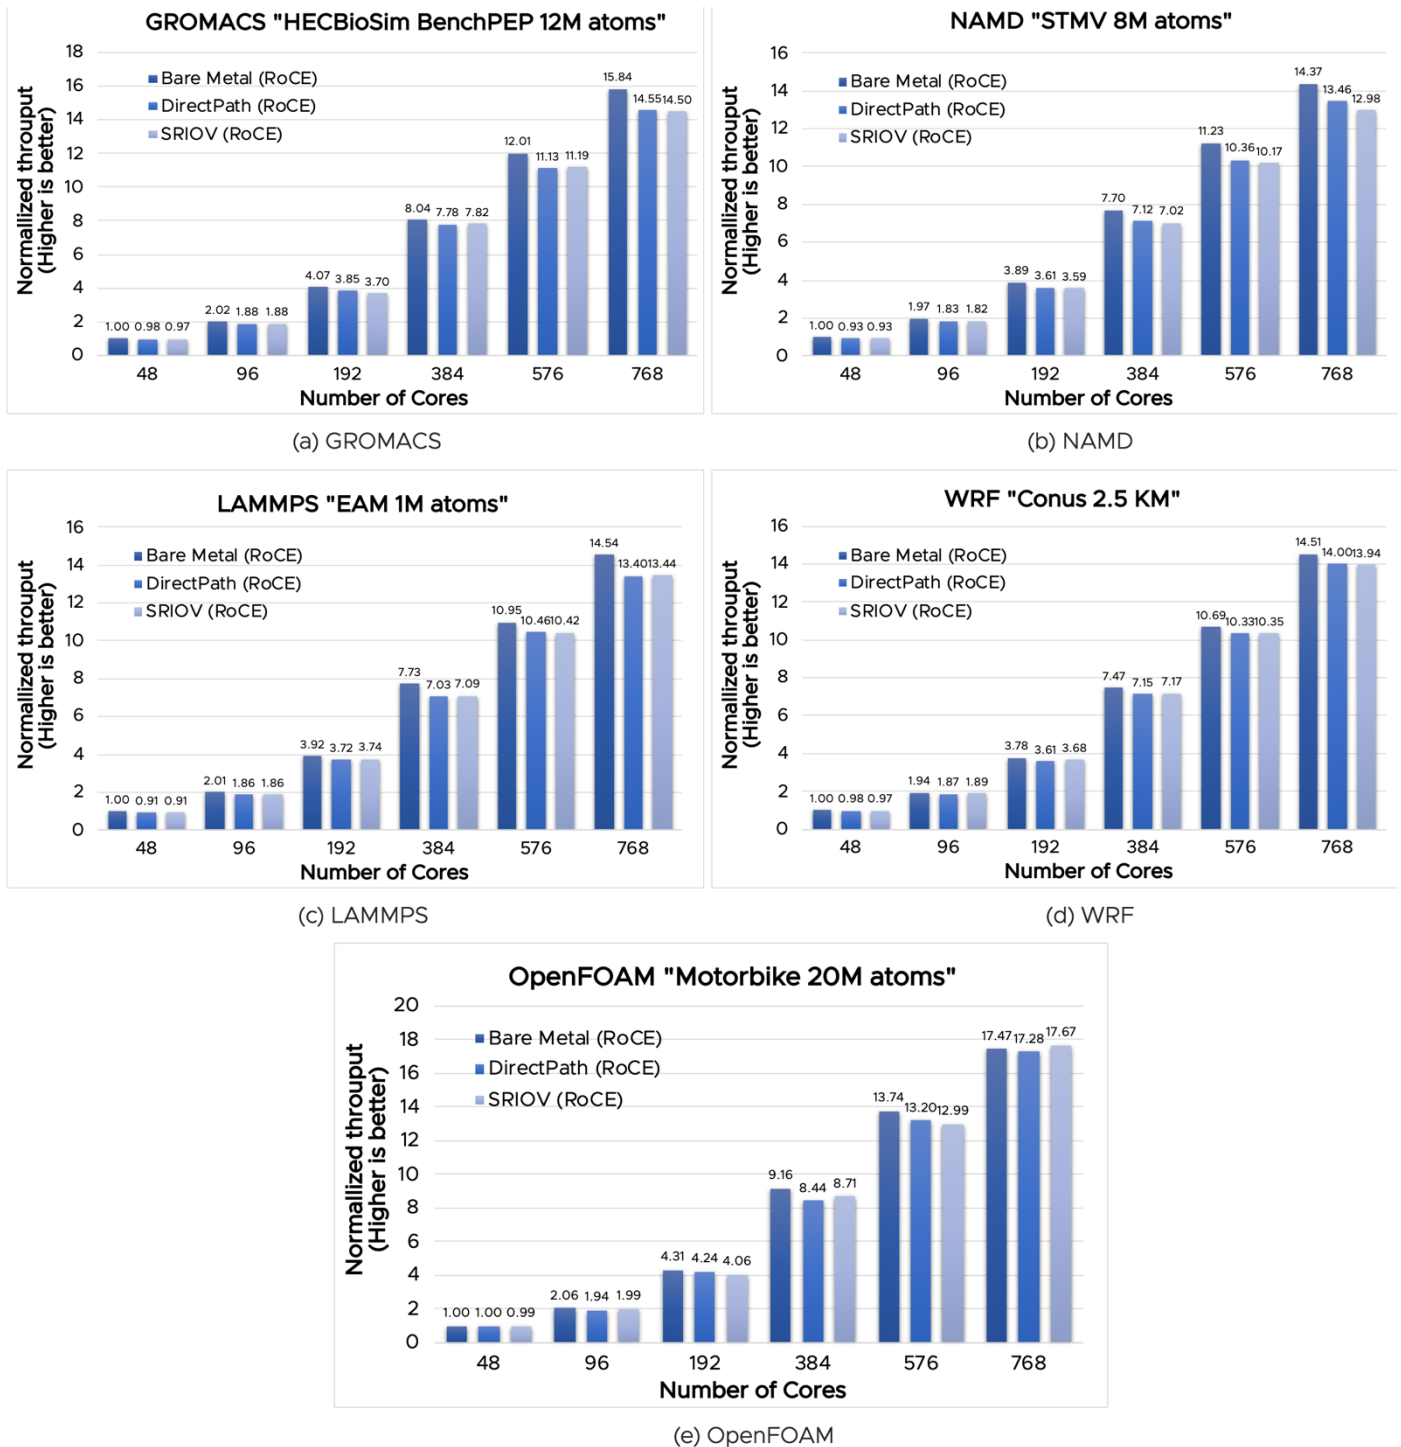 GROMACS "HECBioSim BenchPEP 12M atoms"
Normallized throuput
(Higher is better)
18
16
14
12
10
8
6
4
2
0
Bare Metal (RoCE)
DirectPath (RoCE)
SRIOV (RoCE)
1.00 0.98 0.97
2.02 1.88 1.88
4.07 3.85 3.70
8.04 7.78 7.82
12.01 11.13 11.19
15.84 14.55 14.50
48 96 192 384 576 768
Number of Cores
(a) GROMACS
NAMD "STMV 8M atoms"
Normallized throuput
(Higher is better)
16
14
12
10
8
6
4
2
0
Bare Metal (RoCE)
DirectPath (RoCE)
SRIOV (RoCE)
1.00 0.93 0.93
1.97 1.83 1.82
3.89 3.61 3.59
7.70 7.12 7.02
11.23 10.36 10.17
14.37 13.46 12.98
48 96 192 384 576 768
Number of Cores
(b) NAMD
LAMMPS "EAM 1M atoms"
Normallized throuput
(Higher is better)
16
14
12
10
8
6
4
2
0
Bare Metal (RoCE)
DirectPath (RoCE)
SRIOV (RoCE)
1.00 0.91 0.91
2.01 1.86 1.86
3.92 3.72 3.74
7.73 7.03 7.09
10.95 10.46 10.42
14.54 13.40 13.44
48 96 192 384 576 768
Number of Cores
(c) LAMMPS
WRF "Conus 2.5 KM"
Normallized throuput
(Higher is better)
16
14
12
10
8
6
4
2
0
Bare Metal (RoCE)
DirectPath (RoCE)
SRIOV (RoCE)
1.00 0.98 0.97
1.94 1.87 1.89
3.78 3.61 3.68
7.47 7.15 7.17
10.69 10.33 10.35
14.51 14.00 13.94
48 96 192 384 576 768
Number of Cores
(d) WRF
OpenFOAM "Motorbike 20M atoms"
Normallized throuput
(Higher is better)
20
18
16
14
12
10
8
6
4
2
0
Bare Metal (RoCE)
DirectPath (RoCE)
SRIOV (RoCE)
1.00 1.00 0.99
2.06 1.94 1.99
4.31 4.24 4.06
9.16 8.44 8.71
13.74 13.20 12.99
17.47 17.28 17.67
48 96 192 384 576 768
Number of Cores
(e) OpenFOAM